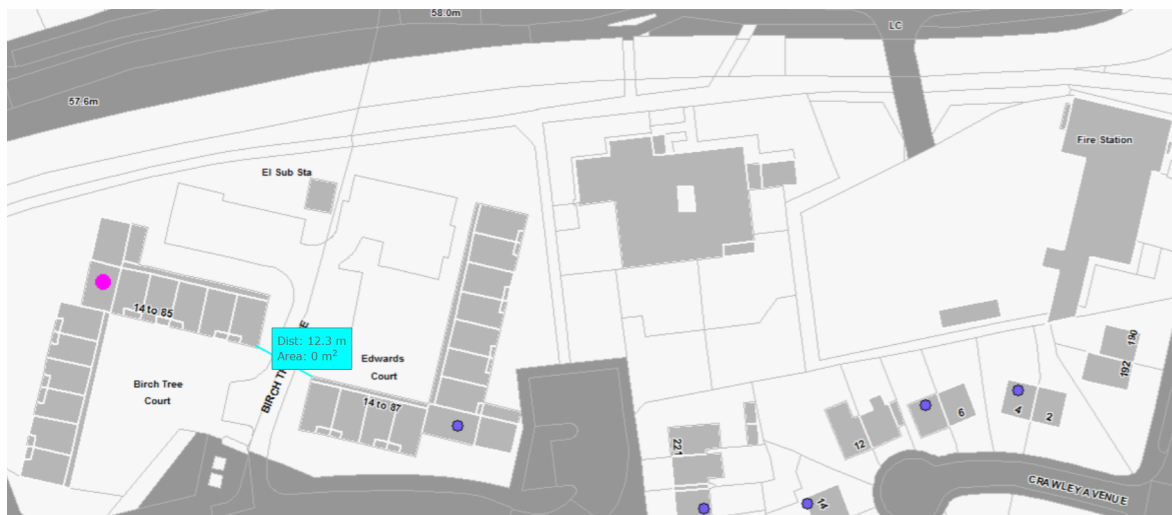 58.0m
LC
57.6m
Fire Station
El Sub Sta
14 to 85
Dist: 12.3 m
Area: 0 m²
Edwards
Court
Birch Tree
Court
BIRCH
14 to 87
190
192
221
12
6
4
2
14
CRAWLEY AVENUE